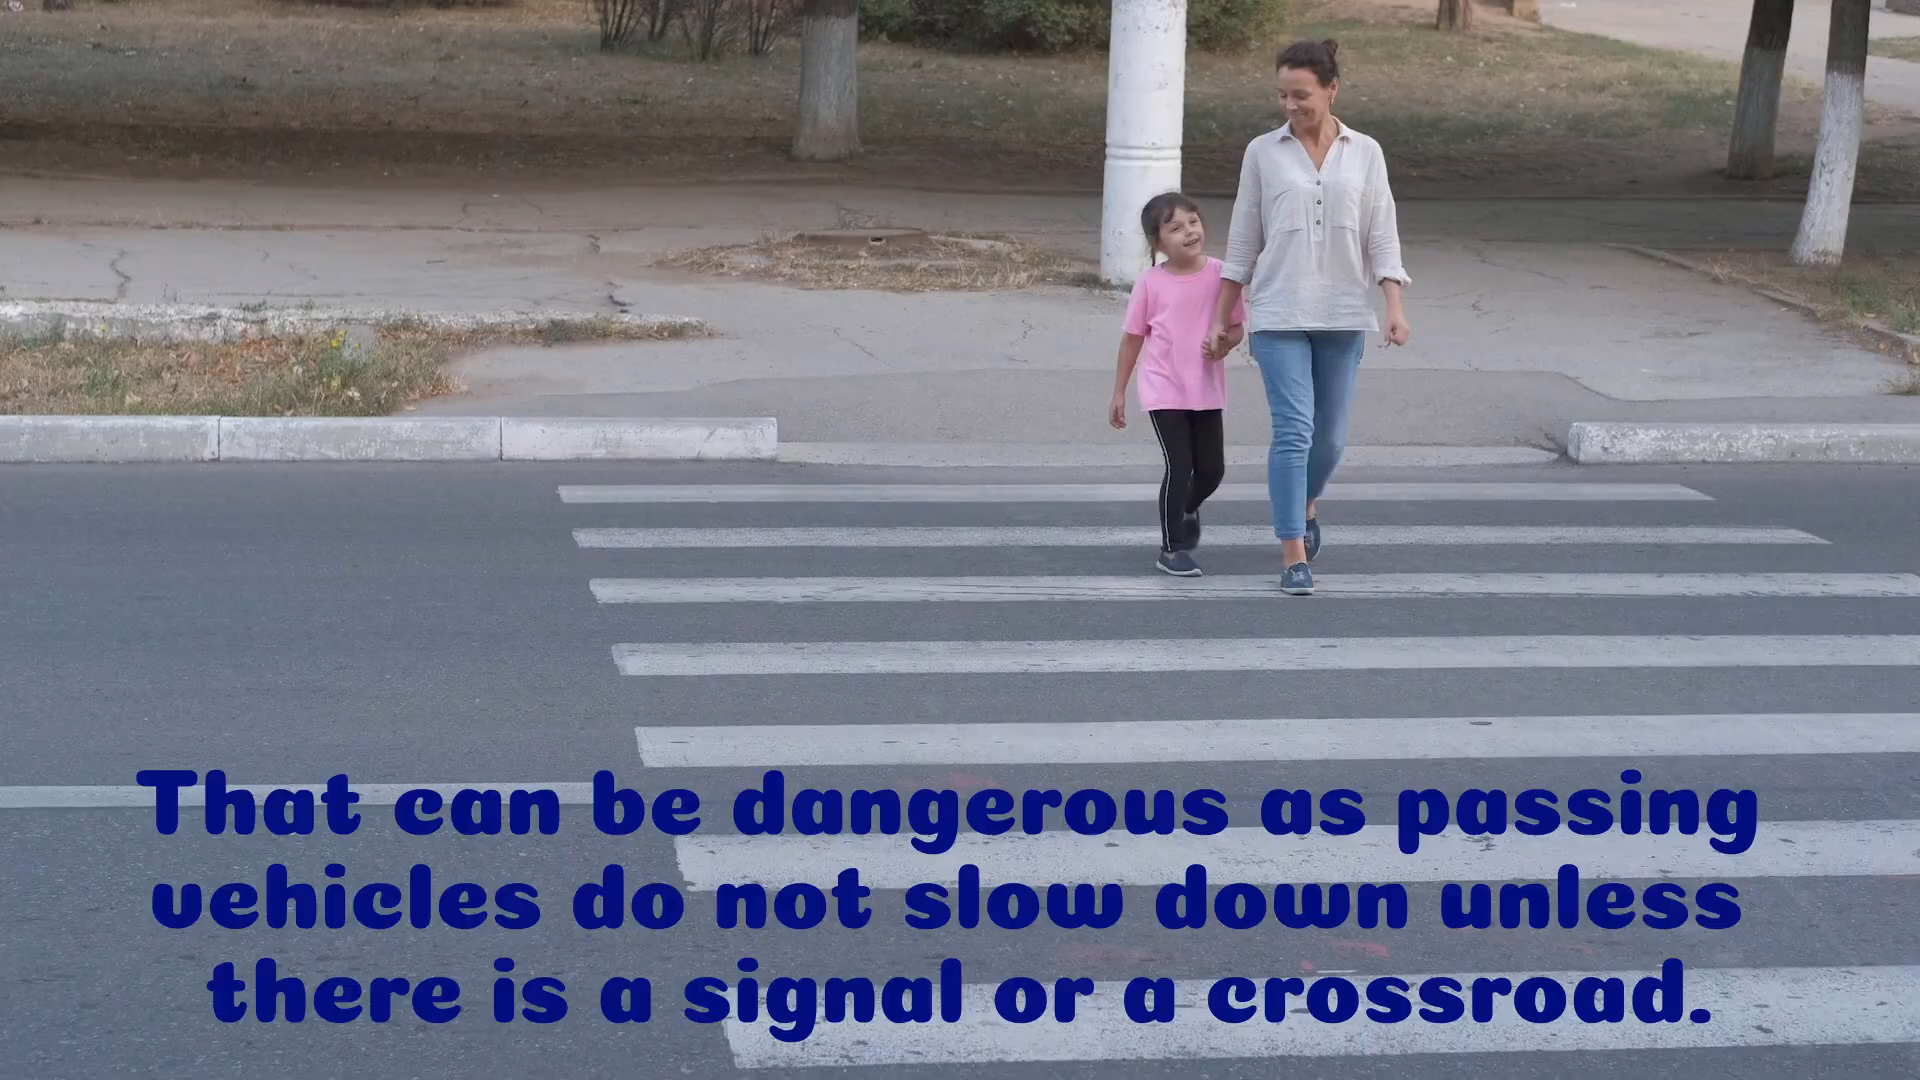 That can be dangerous as passing
vehicles do not slow down unless
there is a signal or a crossroad.